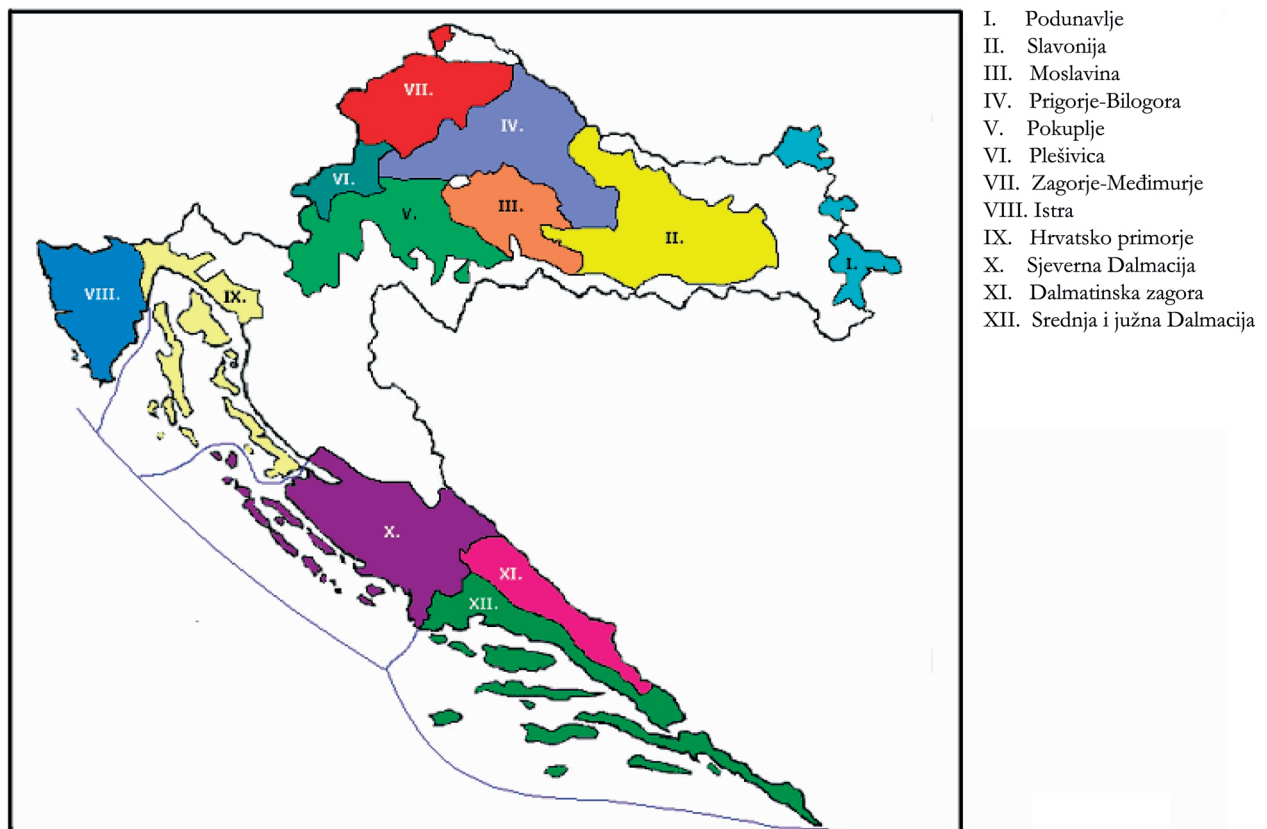 I. Podunavlje
II. Slavonija
III. Moslavina
IV. Prigorje-Bilogora
V. Pokuplje
VI. Plešivica
VII. Zagorje-Međimurje
VIII. Istra
IX. Hrvatsko primorje
X. Sjeverna Dalmacija
XI. Dalmatinska zagora
XII. Srednja i južna Dalmacija
VII.
IV.
VI.
V.
III.
II.
I.
VIII.
IX.
X.
XI.
XII.